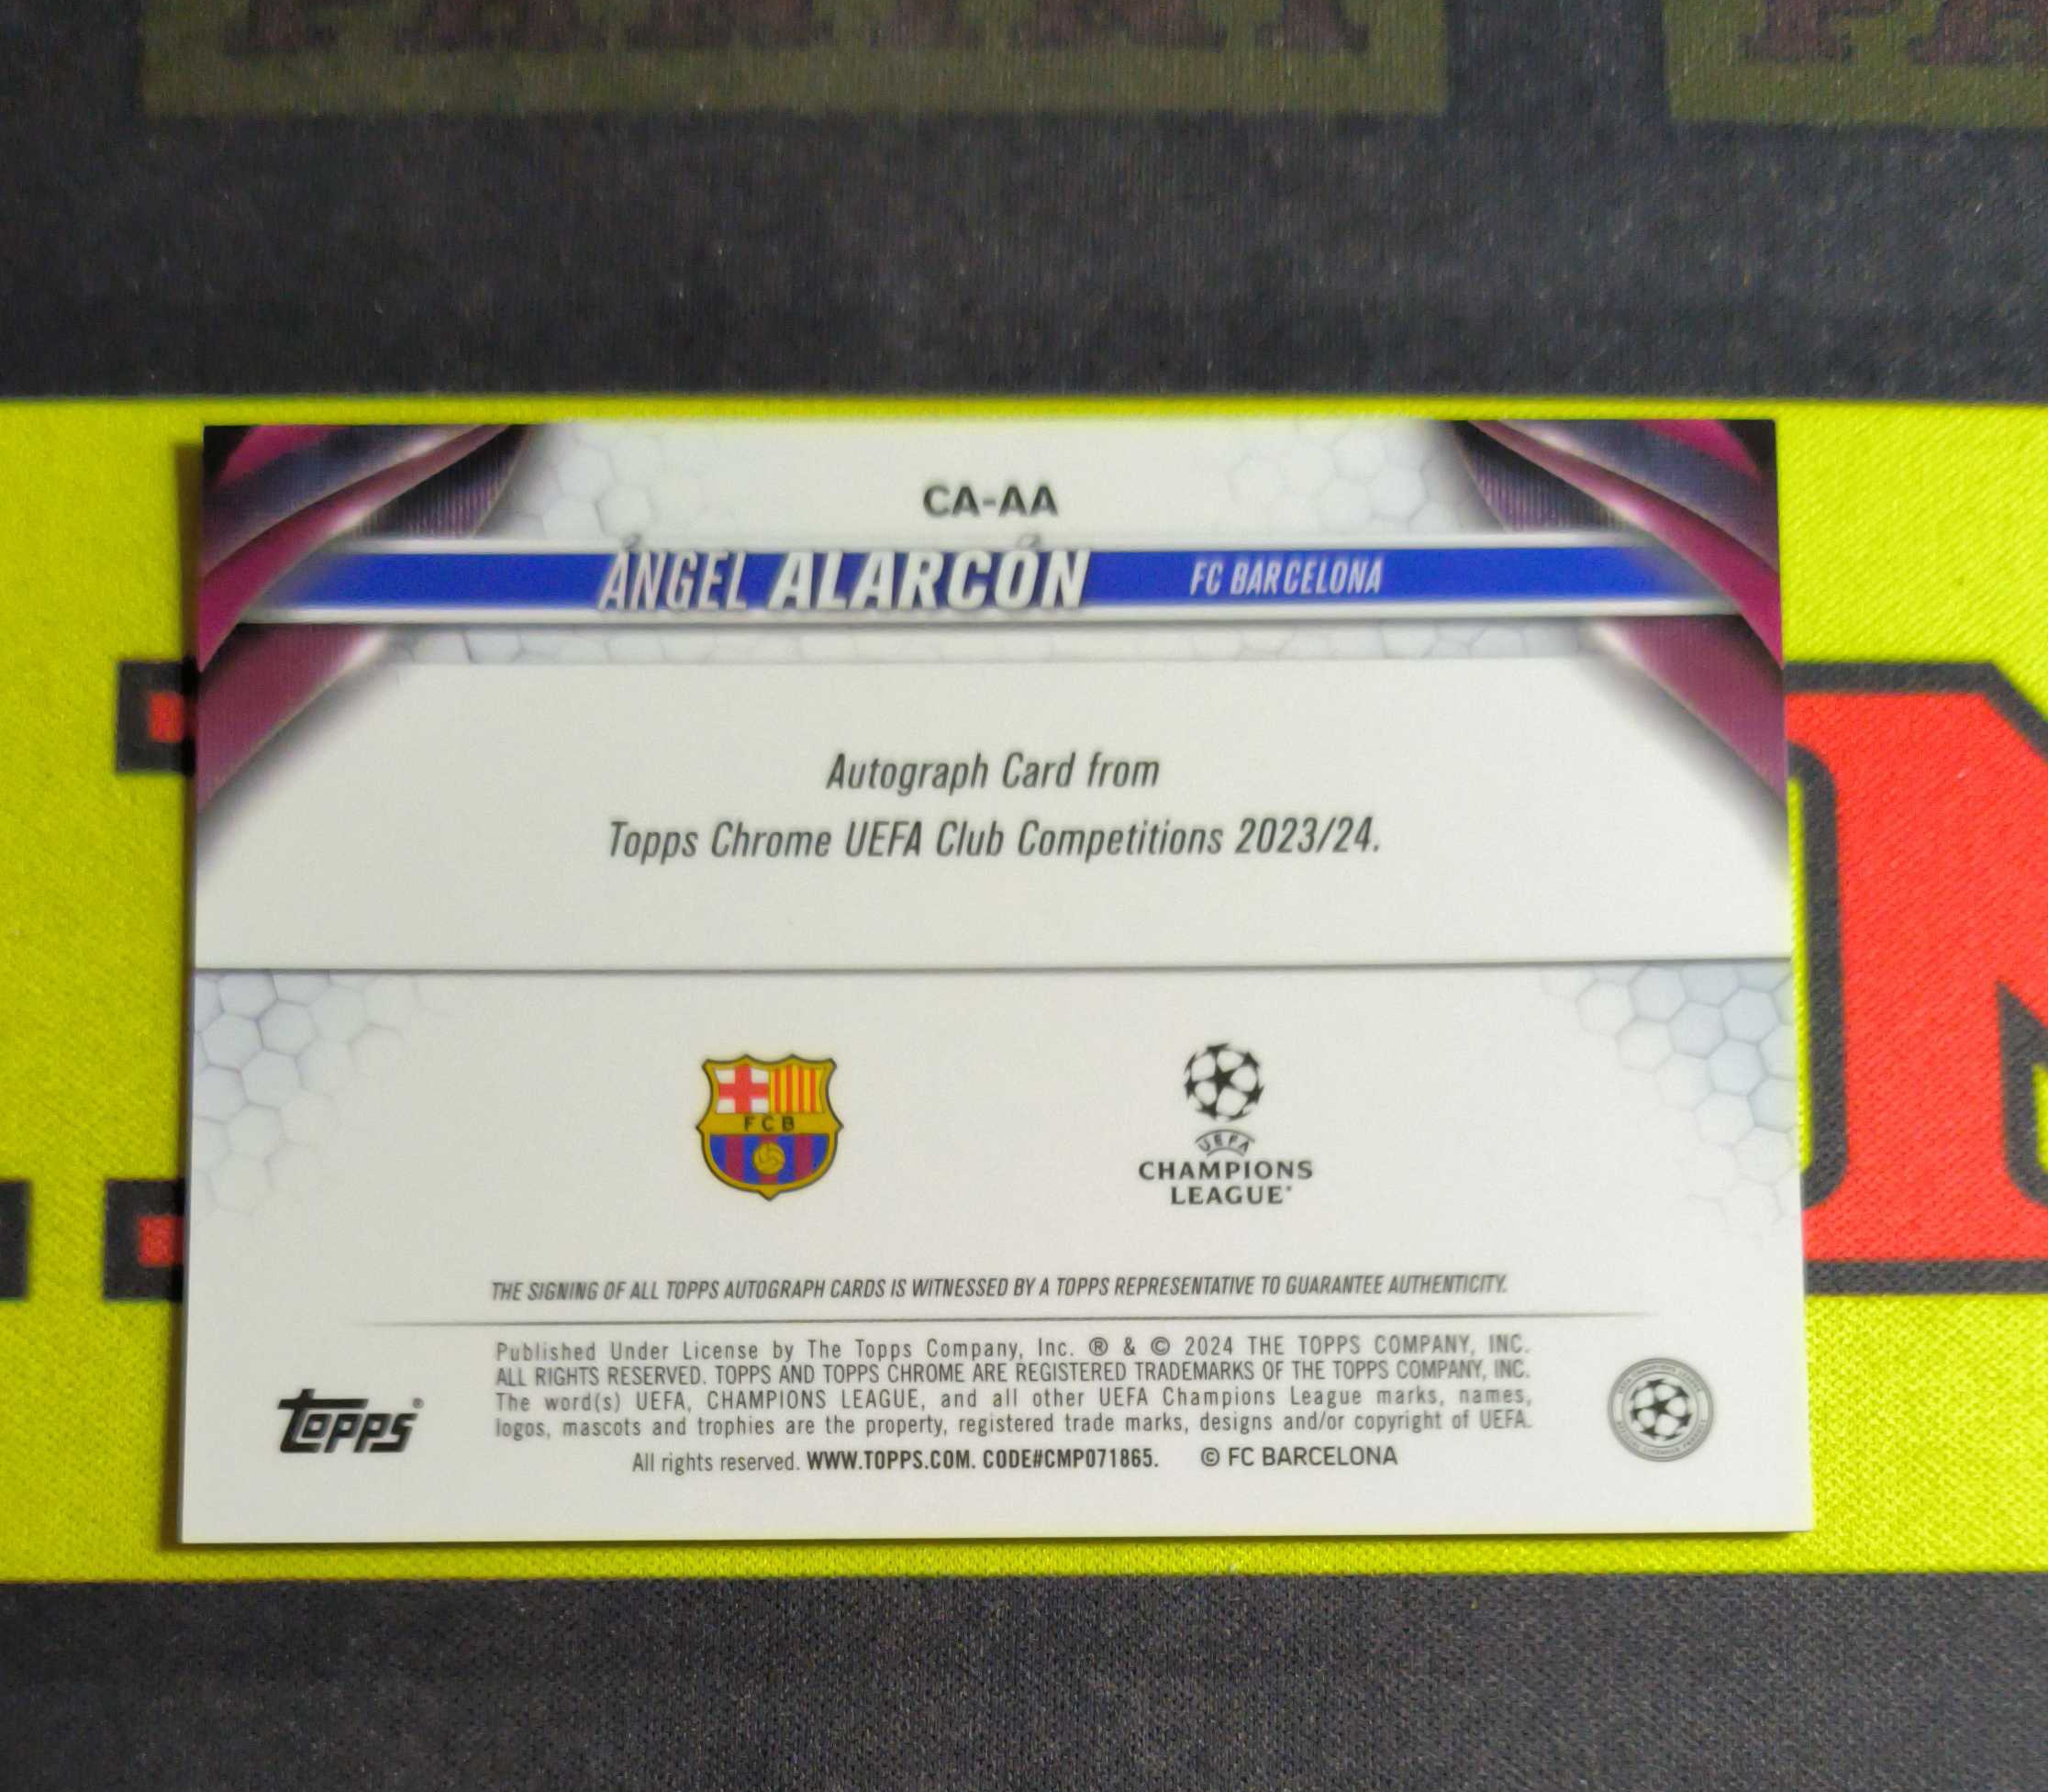 PANINI
CA-AA
ÁNGEL ALARCÓN FC BARCELONA
Autograph Card from
Topps Chrome UEFA Club Competitions 2023/24.
FCB
UEFA
CHAMPIONS
LEAGUE®
THE SIGNING OF ALL TOPPS AUTOGRAPH CARDS IS WITNESSED BY A TOPPS REPRESENTATIVE TO GUARANTEE AUTHENTICITY.
Published Under License by The Topps Company, Inc. ® & © 2024 THE TOPPS COMPANY, INC.
ALL RIGHTS RESERVED. TOPPS AND TOPPS CHROME ARE REGISTERED TRADEMARKS OF THE TOPPS COMPANY, INC.
The word(s) UEFA, CHAMPIONS LEAGUE, and all other UEFA Champions League marks, names,
logos, mascots and trophies are the property, registered trade marks, designs and/or copyright of UEFA.
All rights reserved. WWW.TOPPS.COM. CODE#CMP071865. © FC BARCELONA
topps®